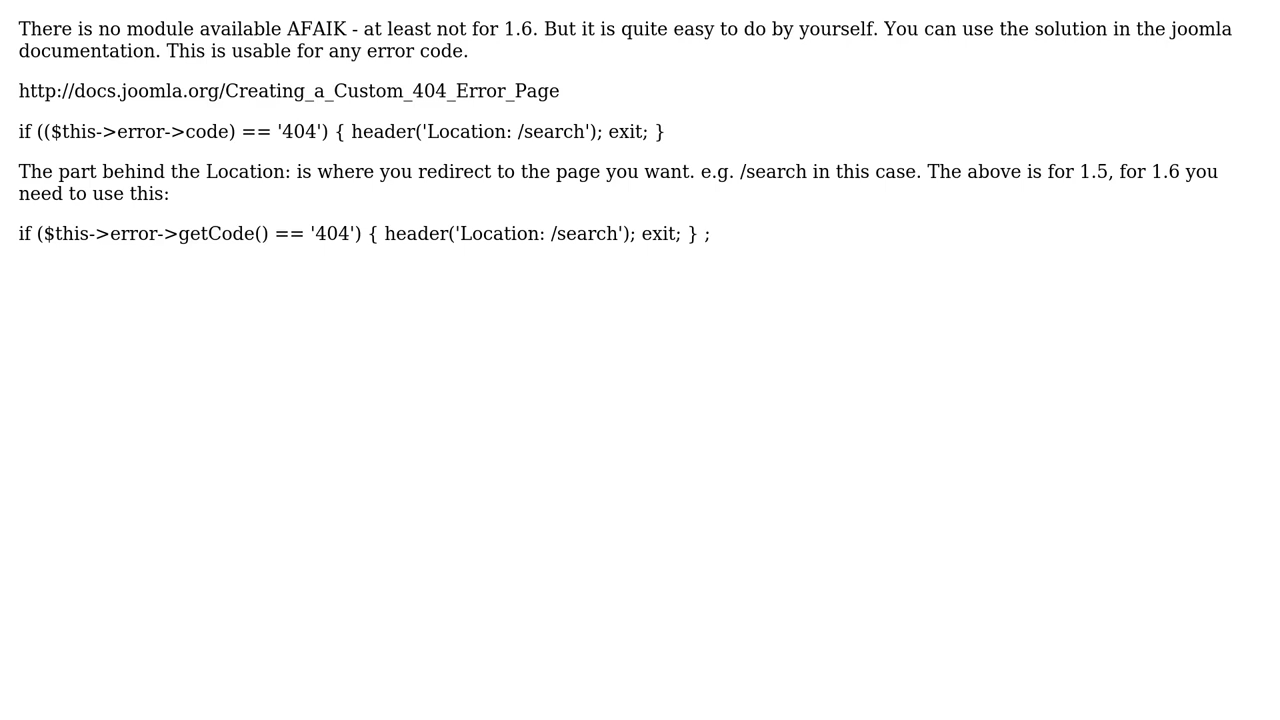 There is no module available AFAIK - at least not for 1.6. But it is quite easy to do by yourself. You can use the solution in the joomla
documentation. This is usable for any error code.
http://docs.joomla.org/Creating_a_Custom_404_Error_Page
if (($this->error->code) == '404') { header('Location: /search'); exit; }
The part behind the Location: is where you redirect to the page you want. e.g. /search in this case. The above is for 1.5, for 1.6 you
need to use this:
if ($this->error->getCode() == '404') { header('Location: /search'); exit; } ;